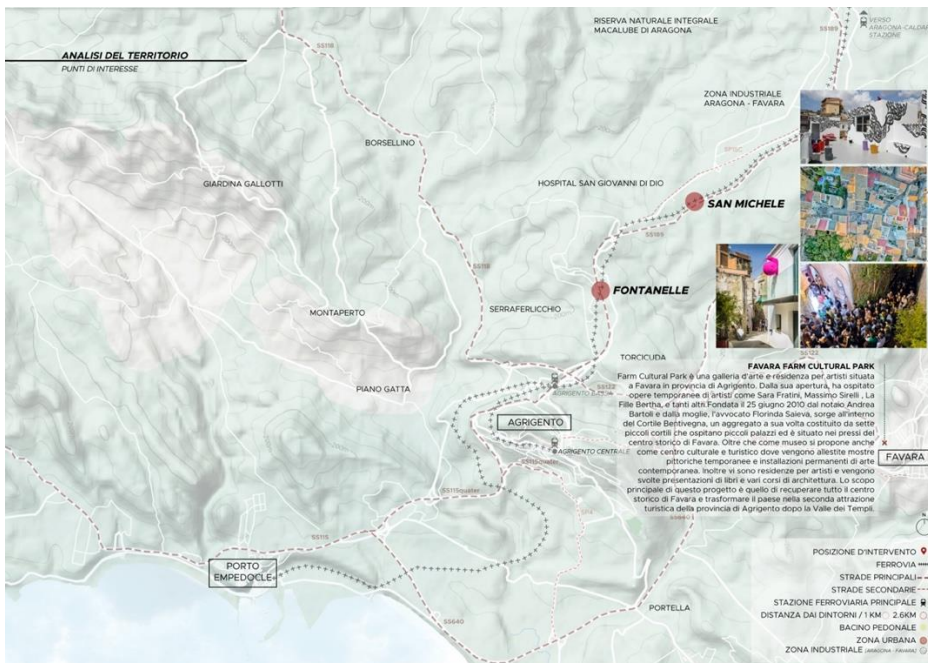 ANALISI DEL TERRITORIO
PUNTI DI INTERESSE
RISERVA NATURALE INTEGRALE
MACALUBE DI ARAGONA
VERSO
ARAGONA-CALDAR
STAZIONE
SS118
SS189
ZONA INDUSTRIALE
ARAGONA - FAVARA
BORSELLINO
GIARDINA GALLOTTI
HOSPITAL SAN GIOVANNI DI DIO
SAN MICHELE
SS189
SS118
FONTANELLE
MONTAPERTO
SERRAFERLICCHIO
TORCICUDA
SS122
PIANO GATTA
SS122
AGRIGENTO BASSA
AGRIGENTO
AGRIGENTO CENTRALE
FAVARA FARM CULTURAL PARK
Farm Cultural Park è una galleria d'arte e residenza per artisti situata
a Favara in provincia di Agrigento. Dalla sua apertura, ha ospitato
opere temporanee di artisti come Sara Fratini, Massimo Sirelli , La
Fille Bertha, e tanti altri.Fondata il 25 giugno 2010 dal notaio Andrea
Bartoli e dalla moglie, l'avvocato Florinda Saieva, sorge all'interno
del Cortile Bentivegna, un aggregato a sua volta costituito da sette
piccoli cortili che ospitano piccoli palazzi ed è situato nei pressi del
centro storico di Favara. Oltre che come museo si propone anche
come centro culturale e turistico dove vengono allestite mostre
pittoriche temporanee e installazioni permanenti di arte
contemporanea. Inoltre vi sono residenze per artisti e vengono
svolte presentazioni di libri e vari corsi di architettura. Lo scopo
principale di questo progetto è quello di recuperare tutto il centro
storico di Favara e trasformare il paese nella seconda attrazione
turistica della provincia di Agrigento dopo la Valle dei Templi.
FAVARA
SS115quater
SS115quater
SS115
SS640
PORTO
EMPEDOCLE
SS640
PORTELLA
POSIZIONE D'INTERVENTO
FERROVIA
STRADE PRINCIPALI
STRADE SECONDARIE
STAZIONE FERROVIARIA PRINCIPALE
DISTANZA DAI DINTORNI / 1 KM 2.6KM
BACINO PEDONALE
ZONA URBANA
ZONA INDUSTRIALE (ARAGONA - FAVARA)